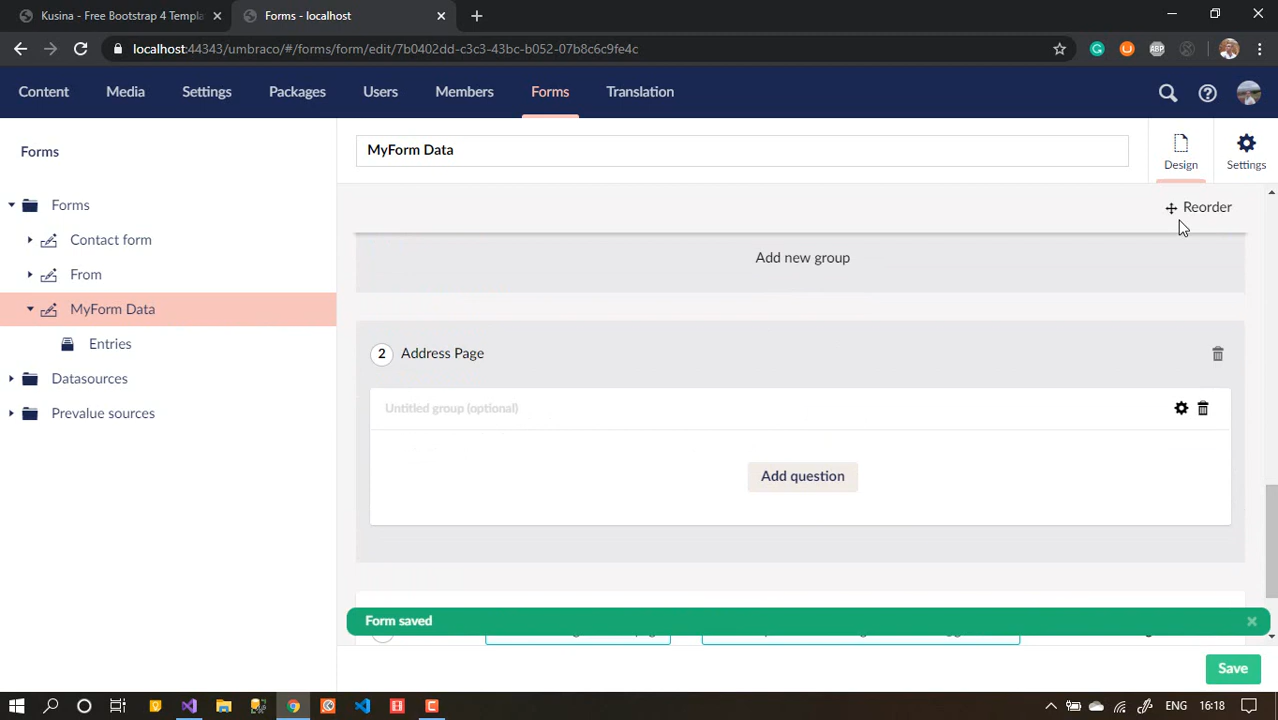 Kusina - Free Bootstrap 4 Templa
Forms - localhost
localhost:44343/umbraco/#/forms/form/edit/7b0402dd-c3c3-43bc-b052-07b8c6c9fe4c
ABP
Content
Media
Settings
Packages
Users
Members
Forms
Translation
Forms
MyForm Data
Design
Settings
Forms
Contact form
From
MyForm Data
Entries
Datasources
Prevalue sources
Reorder
Add new group
2
Address Page
Untitled group (optional)
Add question
Form saved
Save
ENG
16:18